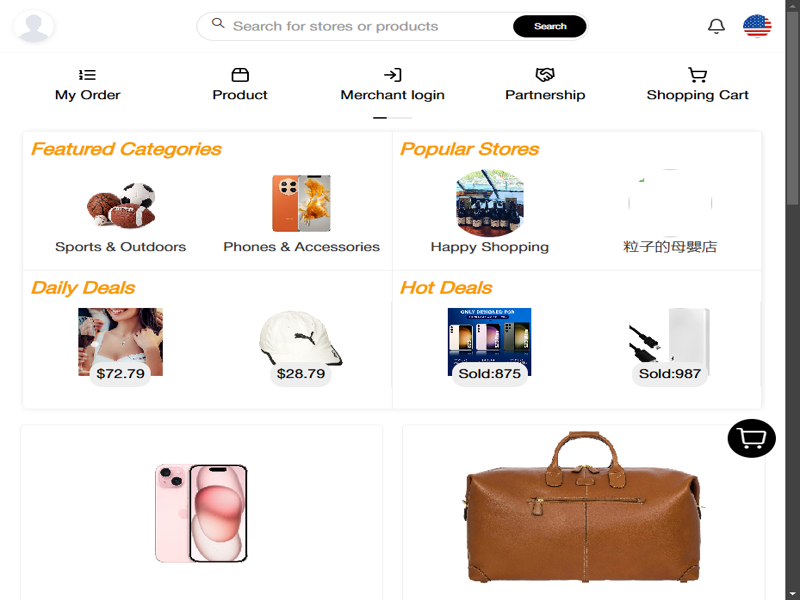 Search for stores or products
Search
My Order
Product
Merchant login
Partnership
Shopping Cart
Featured Categories
Popular Stores
Sports & Outdoors
Phones & Accessories
Happy Shopping
粒子的母嬰店
Daily Deals
Hot Deals
ONLY DESIGNED FOR
$72.79
$28.79
Sold:875
Sold:987